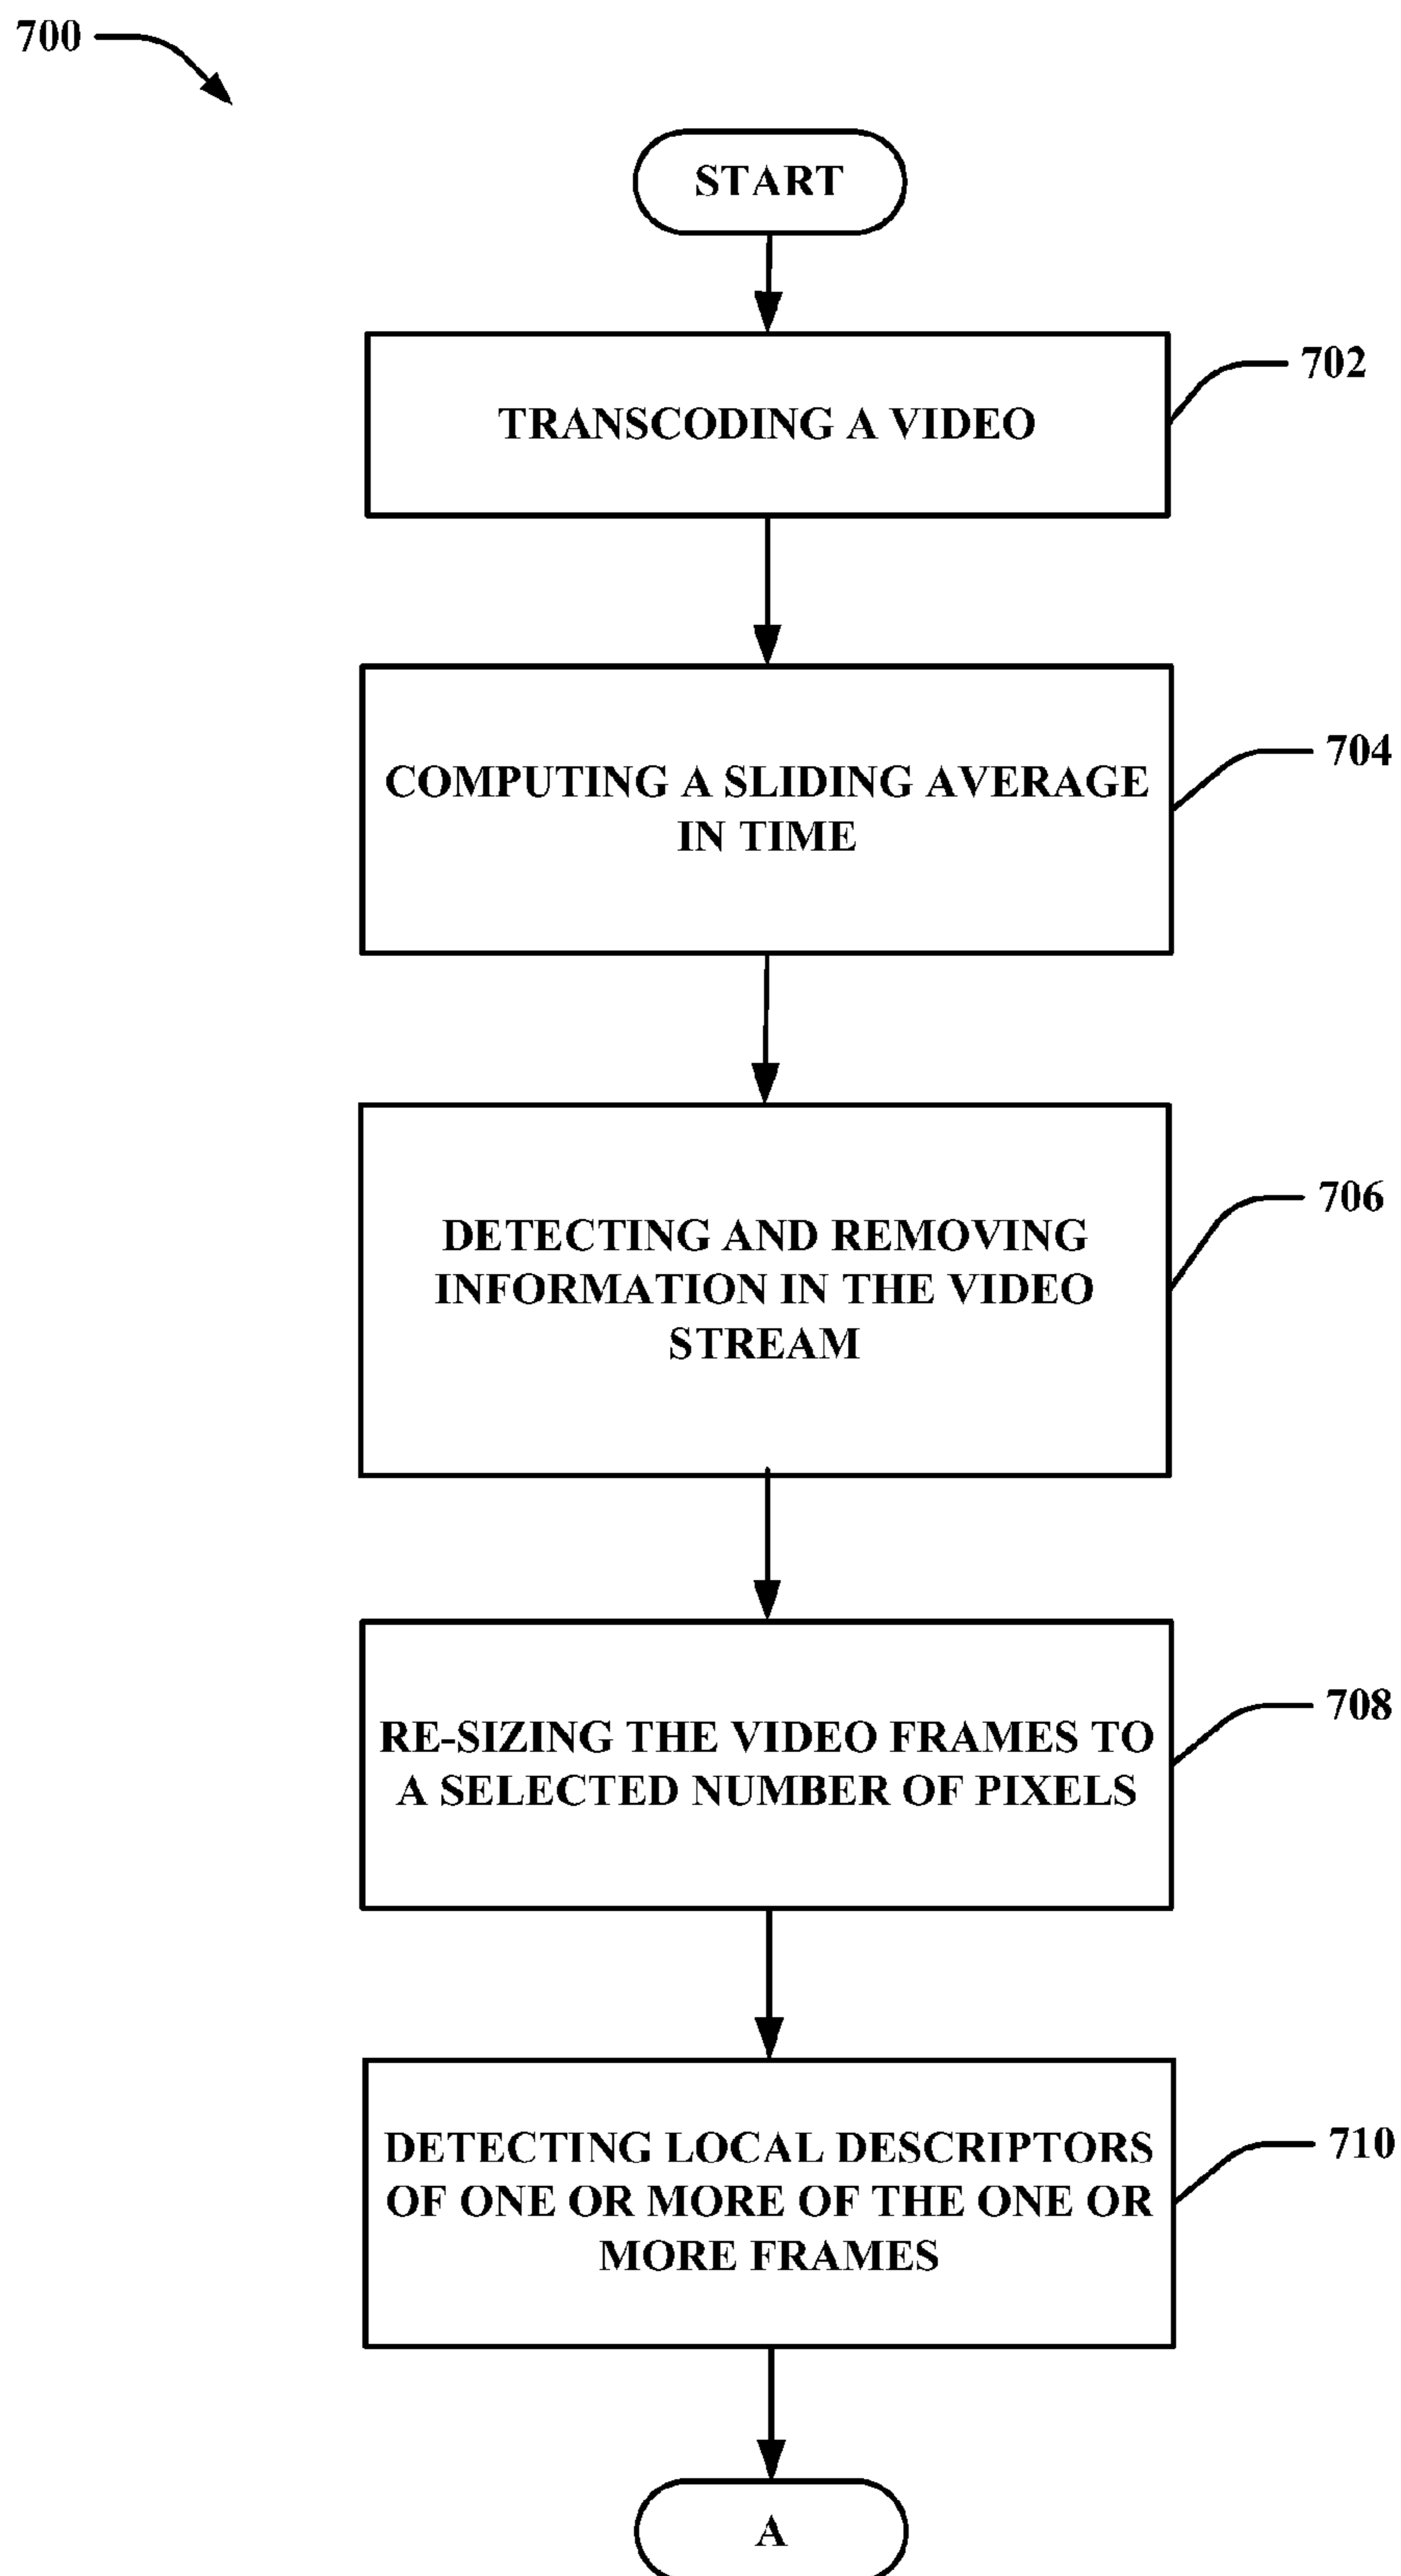 700
START
702
TRANSCODING A VIDEO
704
COMPUTING A SLIDING AVERAGE
IN TIME
706
DETECTING AND REMOVING
INFORMATION IN THE VIDEO
STREAM
708
RE-SIZING THE VIDEO FRAMES TO
A SELECTED NUMBER OF PIXELS
710
DETECTING LOCAL DESCRIPTORS
OF ONE OR MORE OF THE ONE OR
MORE FRAMES
A